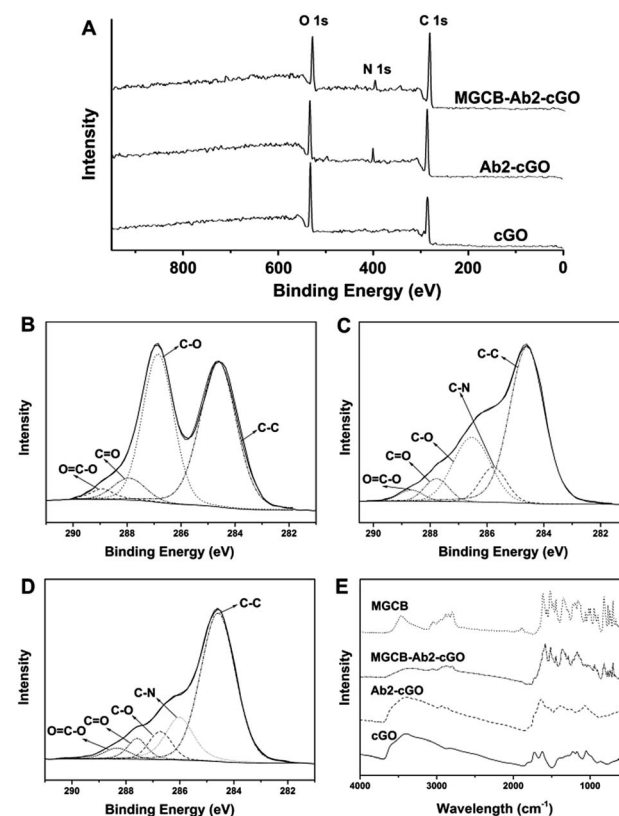 A
O 1s
C 1s
N 1s
MGCB-Ab2-cGO
Ab2-cGO
cGO
Intensity
800 600 400 200 0
Binding Energy (eV)
B
C-O
C=O
O=C-O
C-C
Intensity
290 288 286 284 282
Binding Energy (eV)
C
C-C
C-N
C-O
C=O
O=C-O
Intensity
290 288 286 284 282
Binding Energy (eV)
D
C-C
C-N
C-O
C=O
O=C-O
Intensity
290 288 286 284 282
Binding Energy (eV)
E
MGCB
MGCB-Ab2-cGO
Ab2-cGO
cGO
Intensity
4000 3000 2000 1000
Wavelength (cm⁻¹)